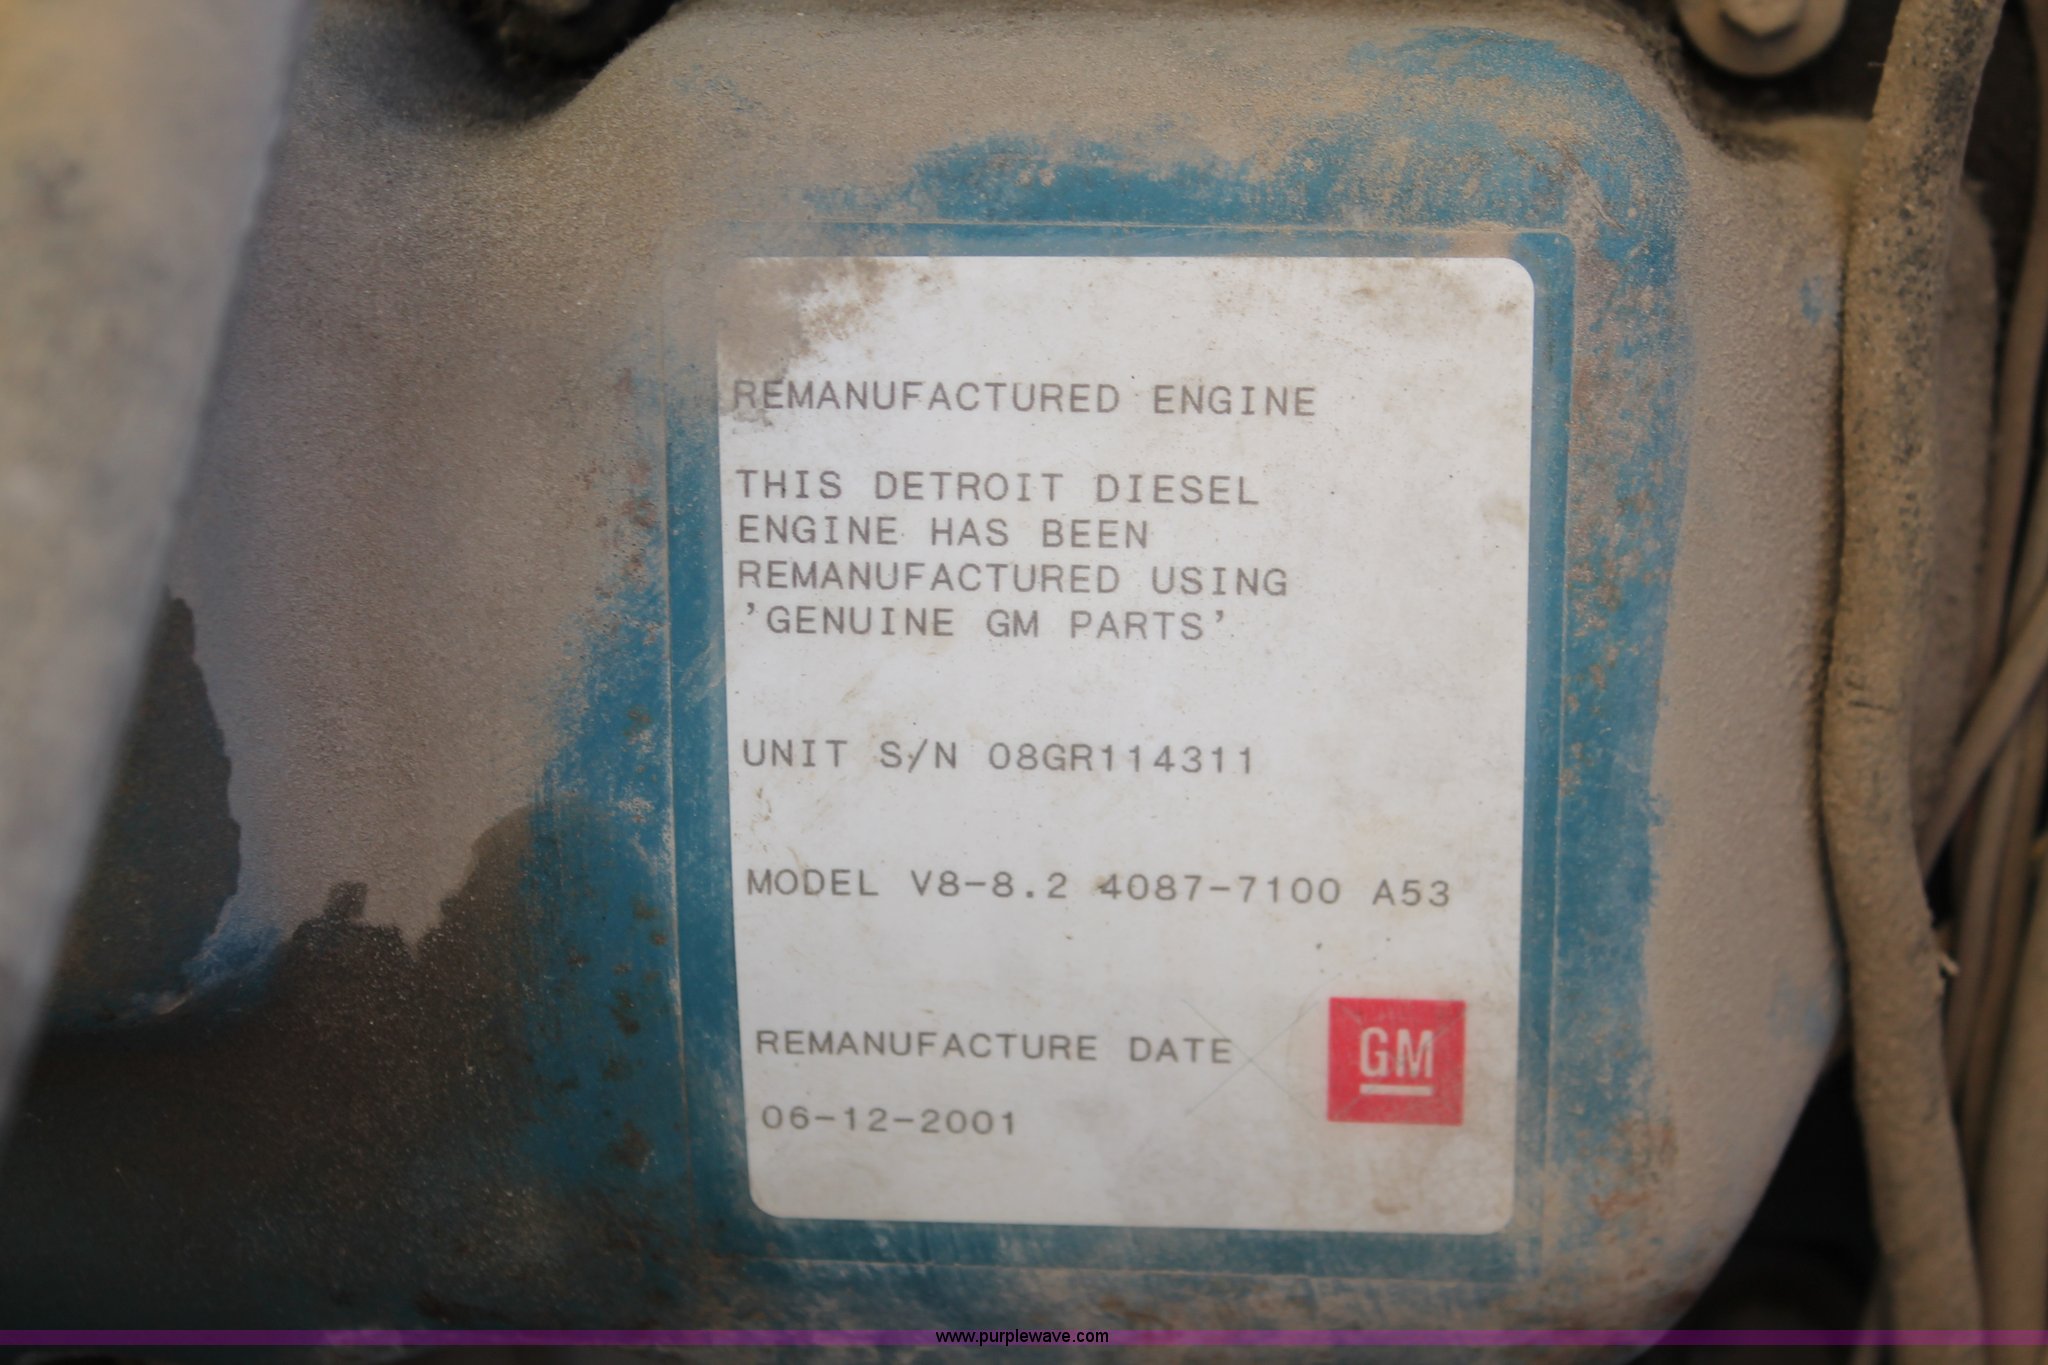 REMANUFACTURED ENGINE
THIS DETROIT DIESEL
ENGINE HAS BEEN
REMANUFACTURED USING
'GENUINE GM PARTS'
UNIT S/N 08GR114311
MODEL V8-8.2 4087-7100 A53
REMANUFACTURE DATE
06-12-2001
GM
www.purplewave.com